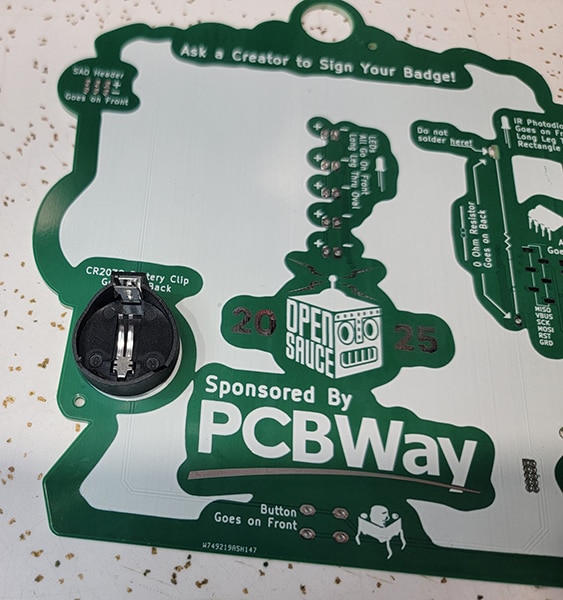 Ask a Creator to Sign Your Badge!
SAO Header
+
−
Goes on Front
LEDs
All Go On Front
Long Leg Thru Oval
+ −
+ −
+ −
+ −
+ −
Do not
solder here!
IR Photodio
Goes on Fr
Long Leg T
Rectangle
0 Ohm Resistor
Goes on Back
A
Goe
MISO
VBUS
SCK
MOSI
RST
GRD
CR203 ttery Clip
G Back
20
OPEN
SAUCE
25
Sponsored By
PCBWay
Button
Goes on Front
W749219ASH147